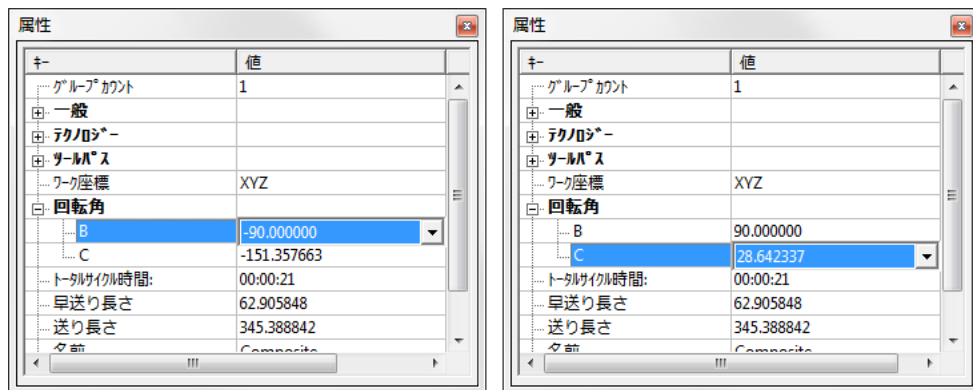 属性
ｷｰ 値
ｸﾞﾙｰﾌﾟｶｳﾝﾄ 1
一般
ﾃｸﾉﾛｼﾞｰ
ﾂｰﾙﾊﾟｽ
ﾜｰｸ座標 XYZ
回転角
B -90.000000
C -151.357663
ﾄｰﾀﾙｻｲｸﾙ時間: 00:00:21
早送り長さ 62.905848
送り長さ 345.388842
名前 Composite
属性
ｷｰ 値
ｸﾞﾙｰﾌﾟｶｳﾝﾄ 1
一般
ﾃｸﾉﾛｼﾞｰ
ﾂｰﾙﾊﾟｽ
ﾜｰｸ座標 XYZ
回転角
B 90.000000
C 28.642337
ﾄｰﾀﾙｻｲｸﾙ時間: 00:00:21
早送り長さ 62.905848
送り長さ 345.388842
名前 Composite